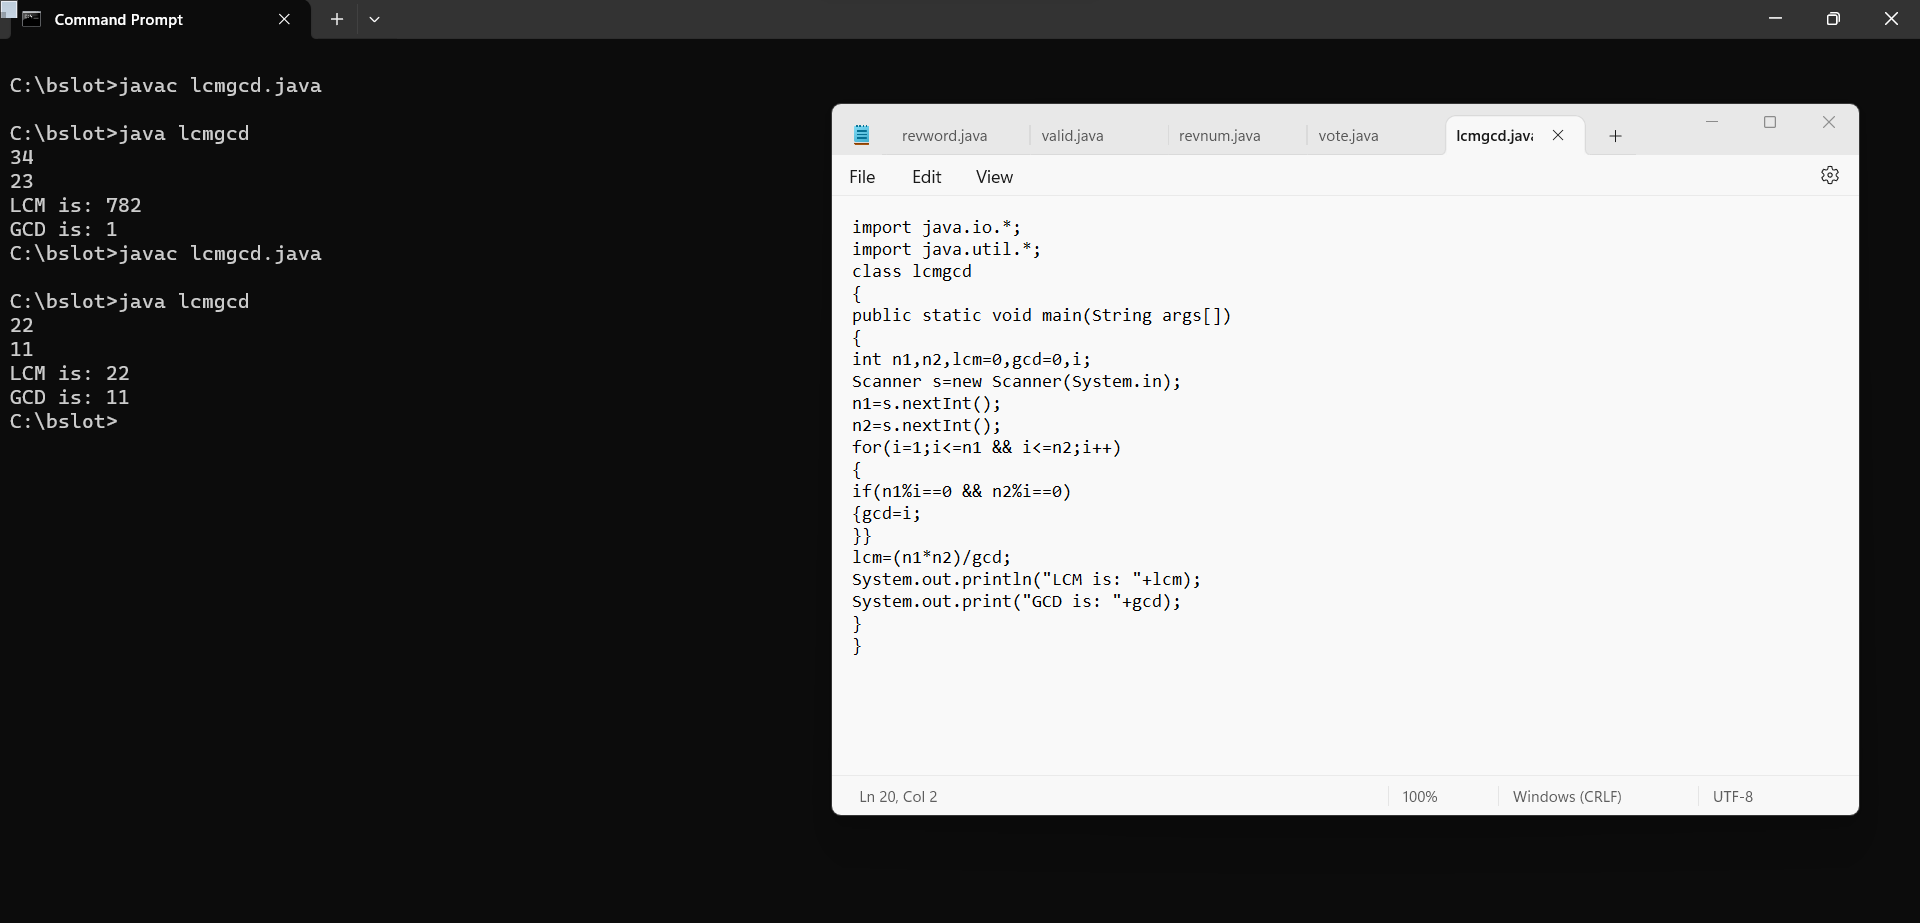 Command Prompt
C:\bslot>javac lcmgcd.java
C:\bslot>java lcmgcd
34
23
LCM is: 782
GCD is: 1
C:\bslot>javac lcmgcd.java
C:\bslot>java lcmgcd
22
11
LCM is: 22
GCD is: 11
C:\bslot>
revword.java valid.java revnum.java vote.java lcmgcd.java
File Edit View
import java.io.*;
import java.util.*;
class lcmgcd
{
public static void main(String args[])
{
int n1,n2,lcm=0,gcd=0,i;
Scanner s=new Scanner(System.in);
n1=s.nextInt();
n2=s.nextInt();
for(i=1;i<=n1 && i<=n2;i++)
{
if(n1%i==0 && n2%i==0)
{gcd=i;
}}
lcm=(n1*n2)/gcd;
System.out.println("LCM is: "+lcm);
System.out.print("GCD is: "+gcd);
}
}
Ln 20, Col 2 100% Windows (CRLF) UTF-8